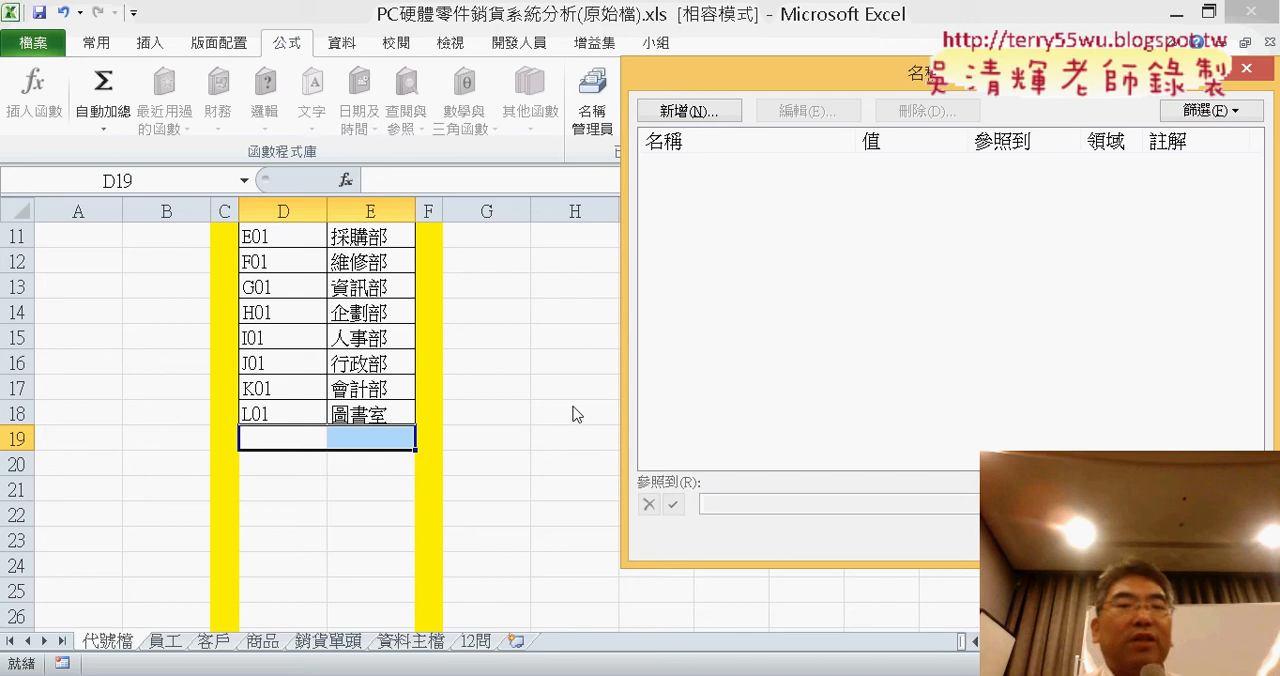 PC硬體零件銷貨系統分析(原始檔).xls [相容模式] - Microsoft Excel
檔案 常用 插入 版面配置 公式 資料 校閱 檢視 開發人員 增益集 小組
http://terry55wu.blogspot.tw
吳清輝老師錄製
插入函數 自動加總 最近用過的函數 財務 邏輯 文字 日期及時間 查閱與參照 數學與三角函數 其他函數 名稱管理員
函數程式庫
新增(N)... 編輯(E)... 刪除(D)... 篩選(F)
名稱 值 參照到 領域 註解
D19 fx
A B C D E F G H
11 E01 採購部
12 F01 維修部
13 G01 資訊部
14 H01 企劃部
15 I01 人事部
16 J01 行政部
17 K01 會計部
18 L01 圖書室
19
20
21
22
23
24
25
26
參照到(R):
代號檔 員工 客戶 商品 銷貨單頭 資料主檔 12問
就緒